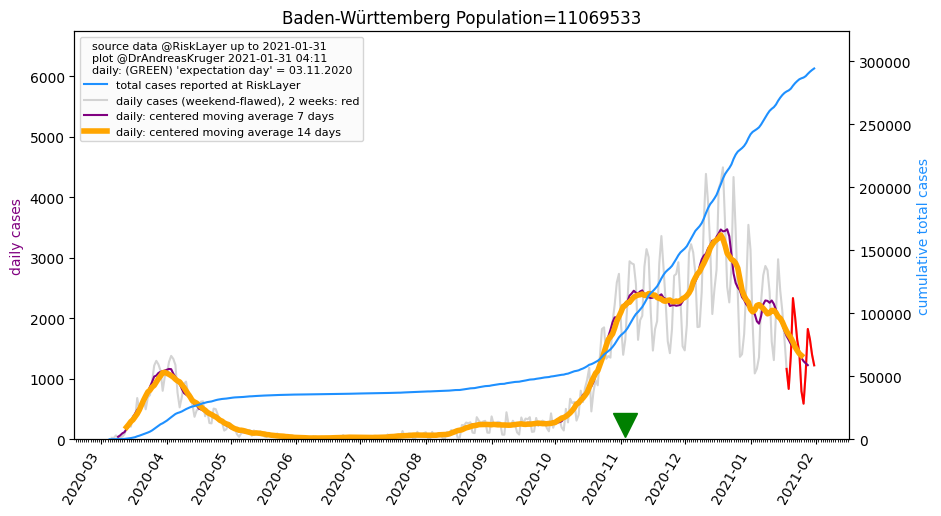 Baden-Württemberg Population=11069533
source data @RiskLayer up to 2021-01-31
plot @DrAndreasKruger 2021-01-31 04:11
daily: (GREEN) 'expectation day' = 03.11.2020
total cases reported at RiskLayer
daily cases (weekend-flawed), 2 weeks: red
daily: centered moving average 7 days
daily: centered moving average 14 days
daily cases
6000
5000
4000
3000
2000
1000
0
cumulative total cases
300000
250000
200000
150000
100000
50000
0
2020-03
2020-04
2020-05
2020-06
2020-07
2020-08
2020-09
2020-10
2020-11
2020-12
2021-01
2021-02